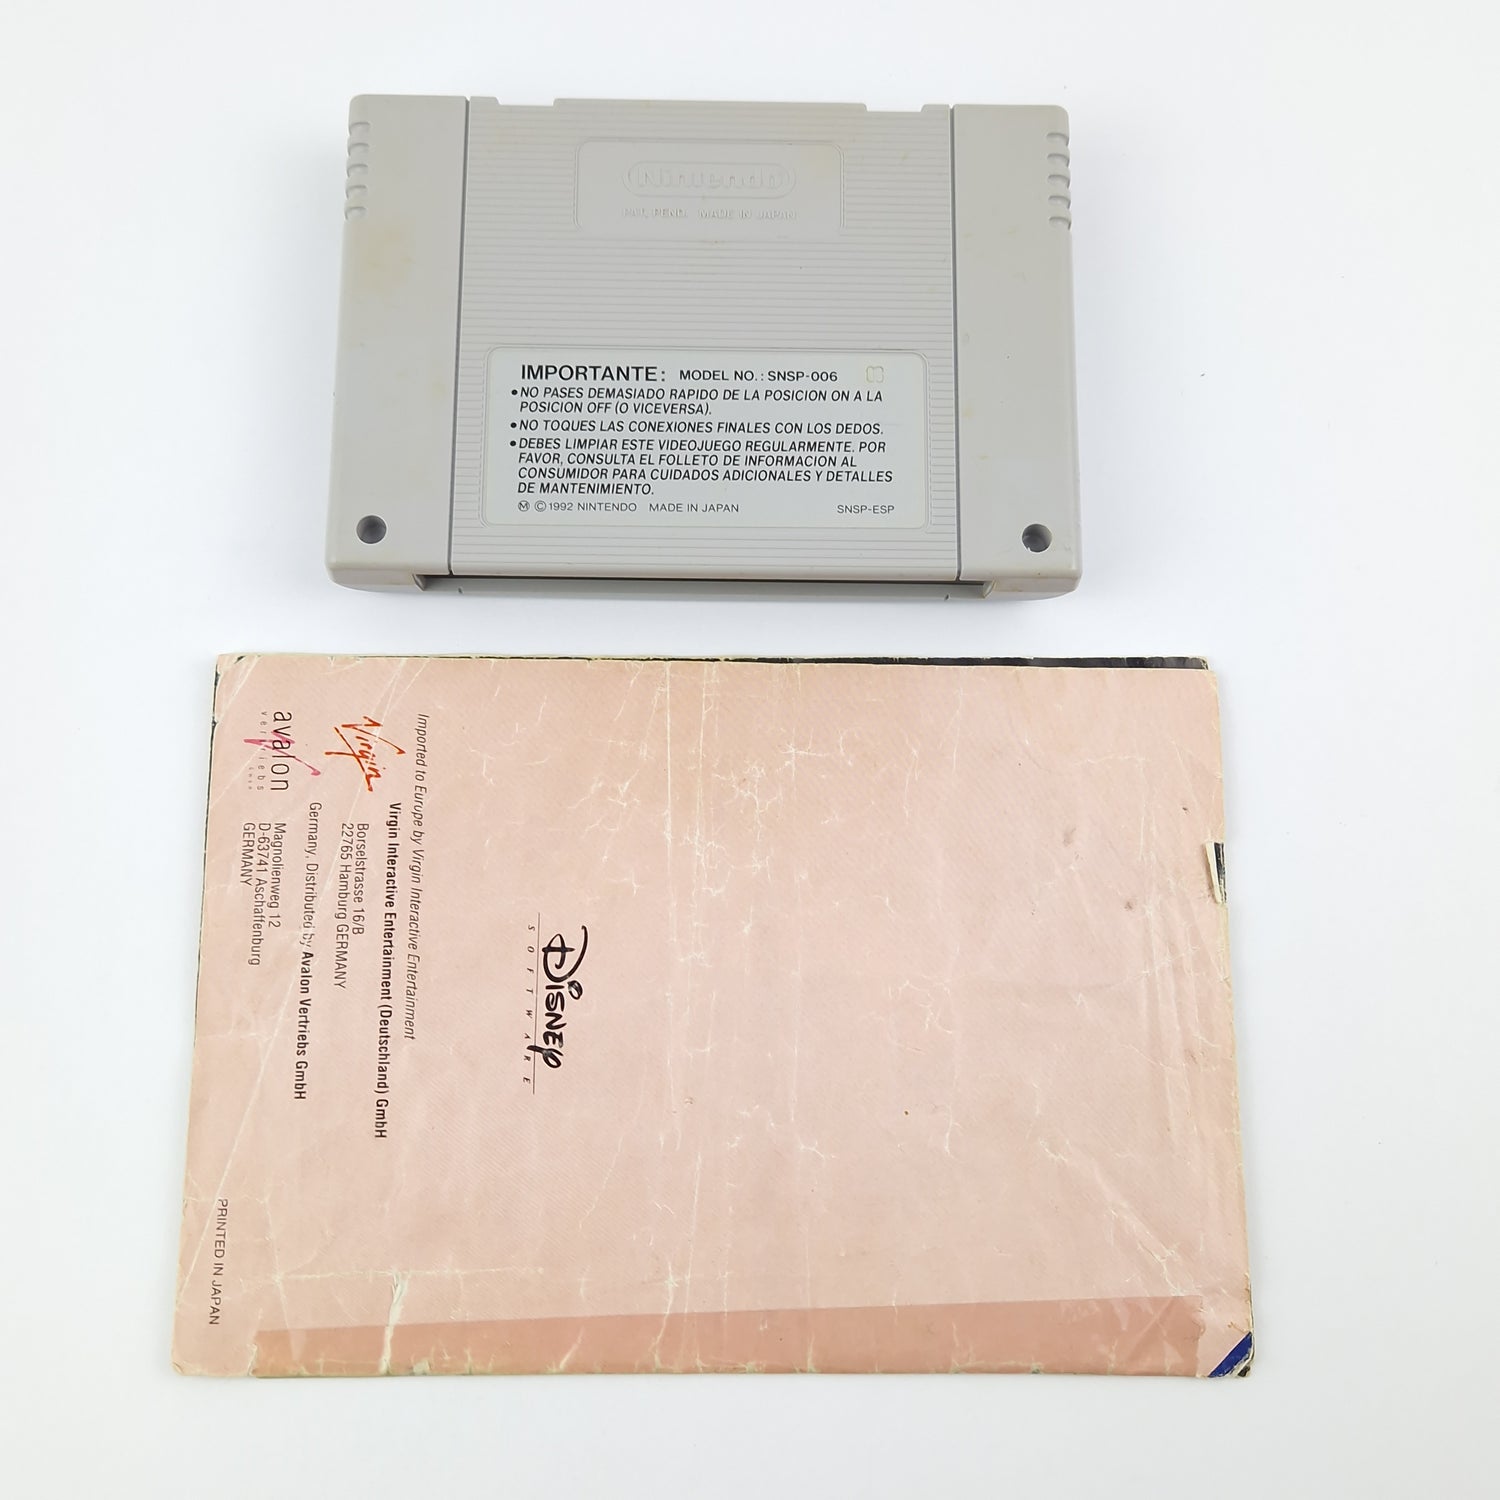 Nintendo
PAT. PEND. MADE IN JAPAN
IMPORTANTE: MODEL NO.: SNSP-006
•NO PASES DEMASIADO RAPIDO DE LA POSICION ON A LA
POSICION OFF (O VICEVERSA).
•NO TOQUES LAS CONEXIONES FINALES CON LOS DEDOS.
•DEBES LIMPIAR ESTE VIDEOJUEGO REGULARMENTE. POR
FAVOR, CONSULTA EL FOLLETO DE INFORMACION AL
CONSUMIDOR PARA CUIDADOS ADICIONALES Y DETALLES
DE MANTENIMIENTO.
Ⓜ ©1992 NINTENDO MADE IN JAPAN SNSP-ESP
DISNEY
SOFTWARE
Imported to Europe by Virgin Interactive Entertainment
Virgin
Virgin Interactive Entertainment (Deutschland) GmbH
Borselstrasse 16/B
22765 Hamburg GERMANY
Germany, Distributed by Avalon Vertriebs GmbH
avalon
vertriebs
Magnolienweg 12
D-63741 Aschaffenburg
GERMANY
PRINTED IN JAPAN